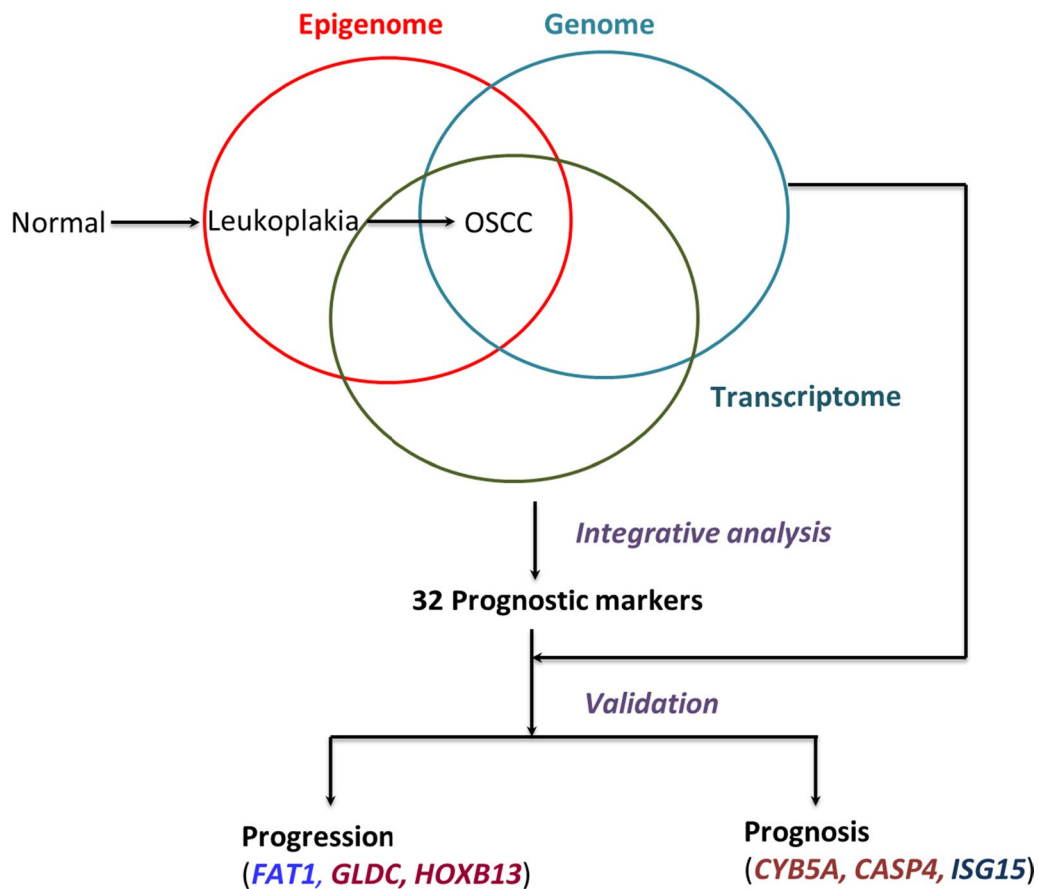 Epigenome
Genome
Normal
Leukoplakia
OSCC
Transcriptome
Integrative analysis
32 Prognostic markers
Validation
Progression
(FAT1, GLDC, HOXB13)
Prognosis
(CYB5A, CASP4, ISG15)